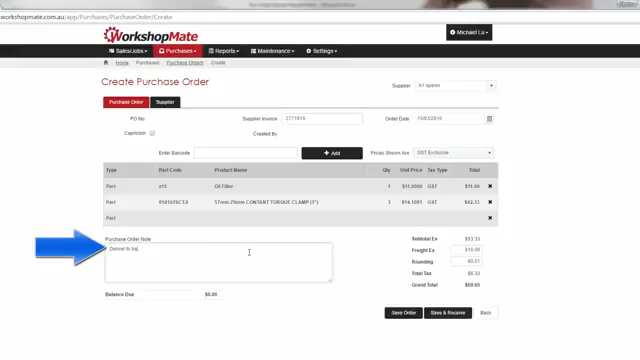 workshopmate.com.au/app/Purchases/PurchaseOrder/Create
WorkshopMate
Michael Lu
Sales/Jobs Purchases Reports Maintenance Settings
Home Purchases Purchase Orders Create
Create Purchase Order
Supplier A1 spares
Purchase Order Supplier
PO No. Supplier Invoice 2771919 Order Date 15/03/2016
Capricorn Created By
Enter Barcode Add Prices Shown Are GST Exclusive
Type Part Code Product Name Qty Unit Price Tax Type Total
Part z15 Oil Filter 1 $11.0000 GST $11.00
Part 57mm-79mm CONTANT TORQUE CLAMP (3") 3 $14.1091 GST $42.33
Part
Purchase Order Note
Deliver to
Subtotal Ex $53.33
Freight Ex $10.00
Rounding -$0.01
Total Tax $6.33
Grand Total $69.65
Balance Due $0.00
Save Order Save & Receive Back